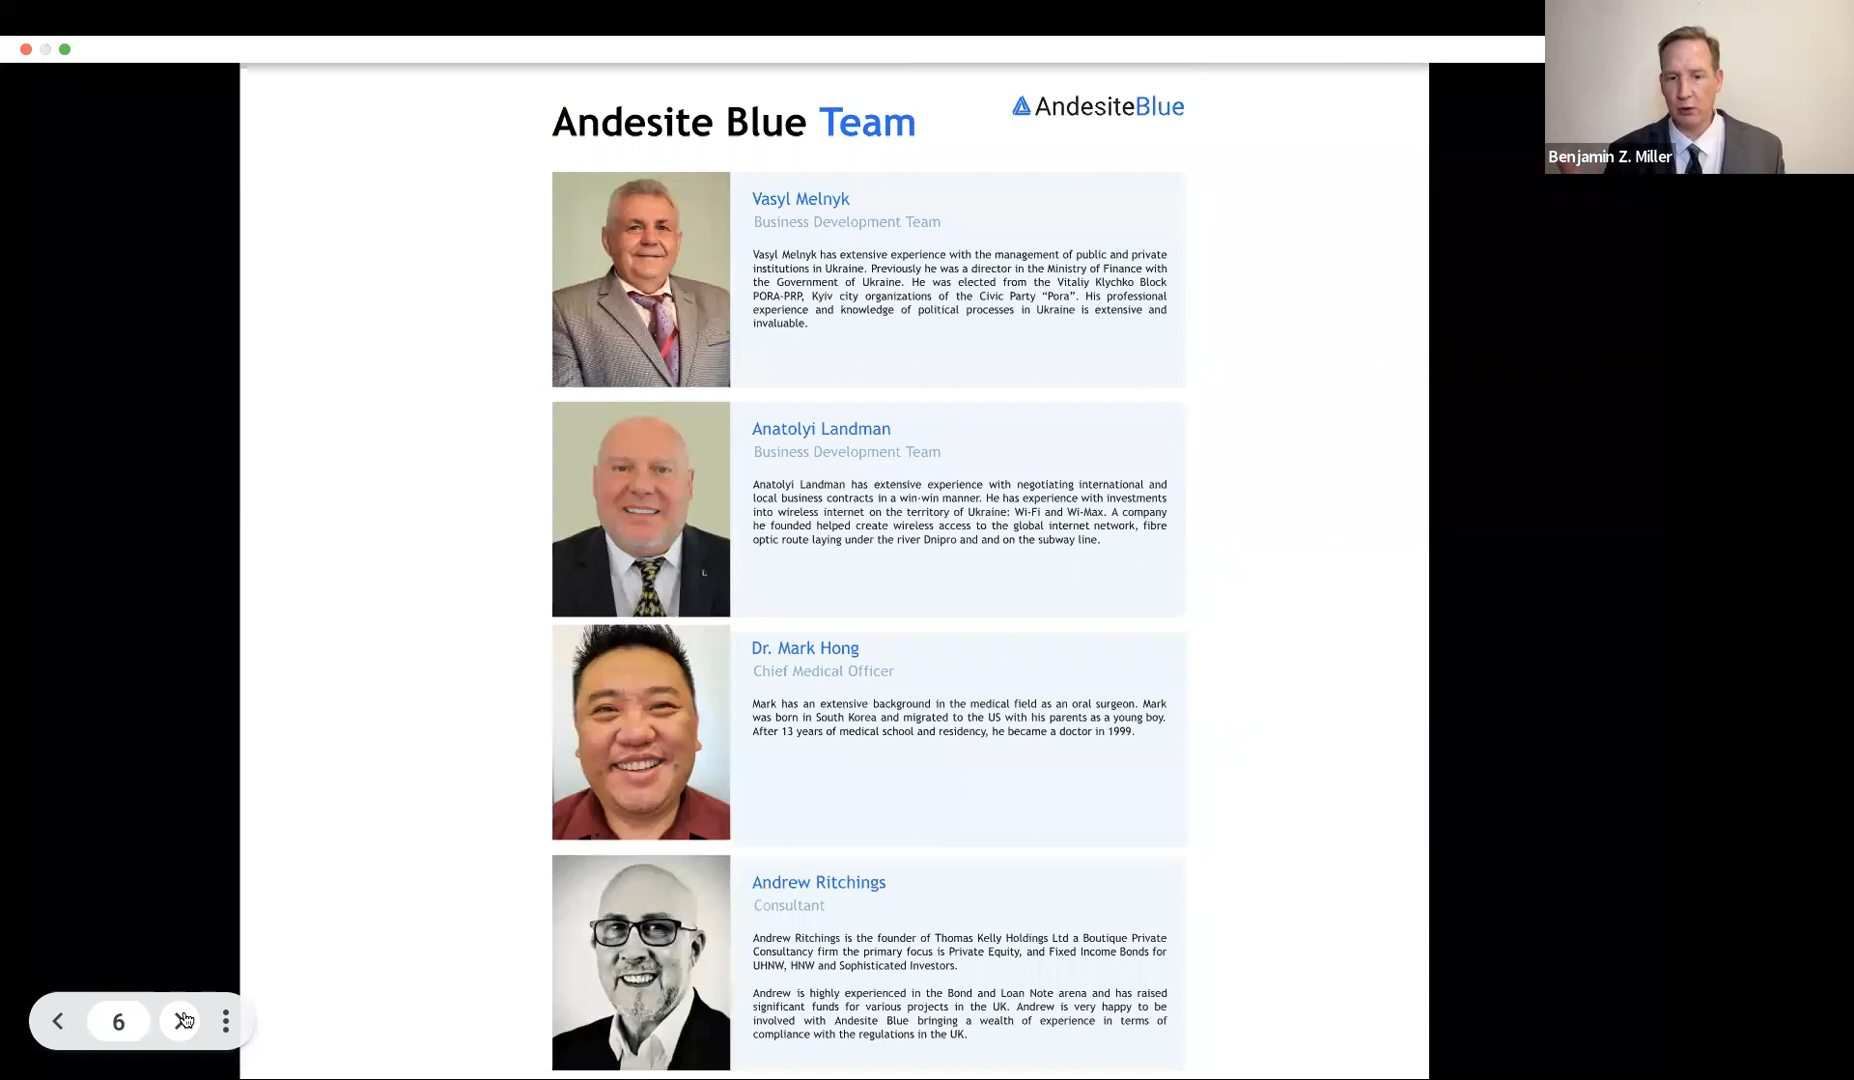 Andesite Blue Team
AndesiteBlue
Benjamin Z. Miller
Vasyl Melnyk
Business Development Team
Vasyl Melnyk has extensive experience with the management of public and private
institutions in Ukraine. Previously he was a director in the Ministry of Finance with
the Government of Ukraine. He was elected from the Vitaliy Klychko Block
PORA-PRP, Kyiv city organizations of the Civic Party “Pora”. His professional
experience and knowledge of political processes in Ukraine is extensive and
invaluable.
Anatolyi Landman
Business Development Team
Anatolyi Landman has extensive experience with negotiating international and
local business contracts in a win-win manner. He has experience with investments
into wireless internet on the territory of Ukraine: Wi-Fi and Wi-Max. A company
he founded helped create wireless access to the global internet network, fibre
optic route laying under the river Dnipro and and on the subway line.
Dr. Mark Hong
Chief Medical Officer
Mark has an extensive background in the medical field as an oral surgeon. Mark
was born in South Korea and migrated to the US with his parents as a young boy.
After 13 years of medical school and residency, he became a doctor in 1999.
Andrew Ritchings
Consultant
Andrew Ritchings is the founder of Thomas Kelly Holdings Ltd a Boutique Private
Consultancy firm the primary focus is Private Equity, and Fixed Income Bonds for
UHNW, HNW and Sophisticated Investors.
Andrew is highly experienced in the Bond and Loan Note arena and has raised
significant funds for various projects in the UK. Andrew is very happy to be
involved with Andesite Blue bringing a wealth of experience in terms of
compliance with the regulations in the UK.
6